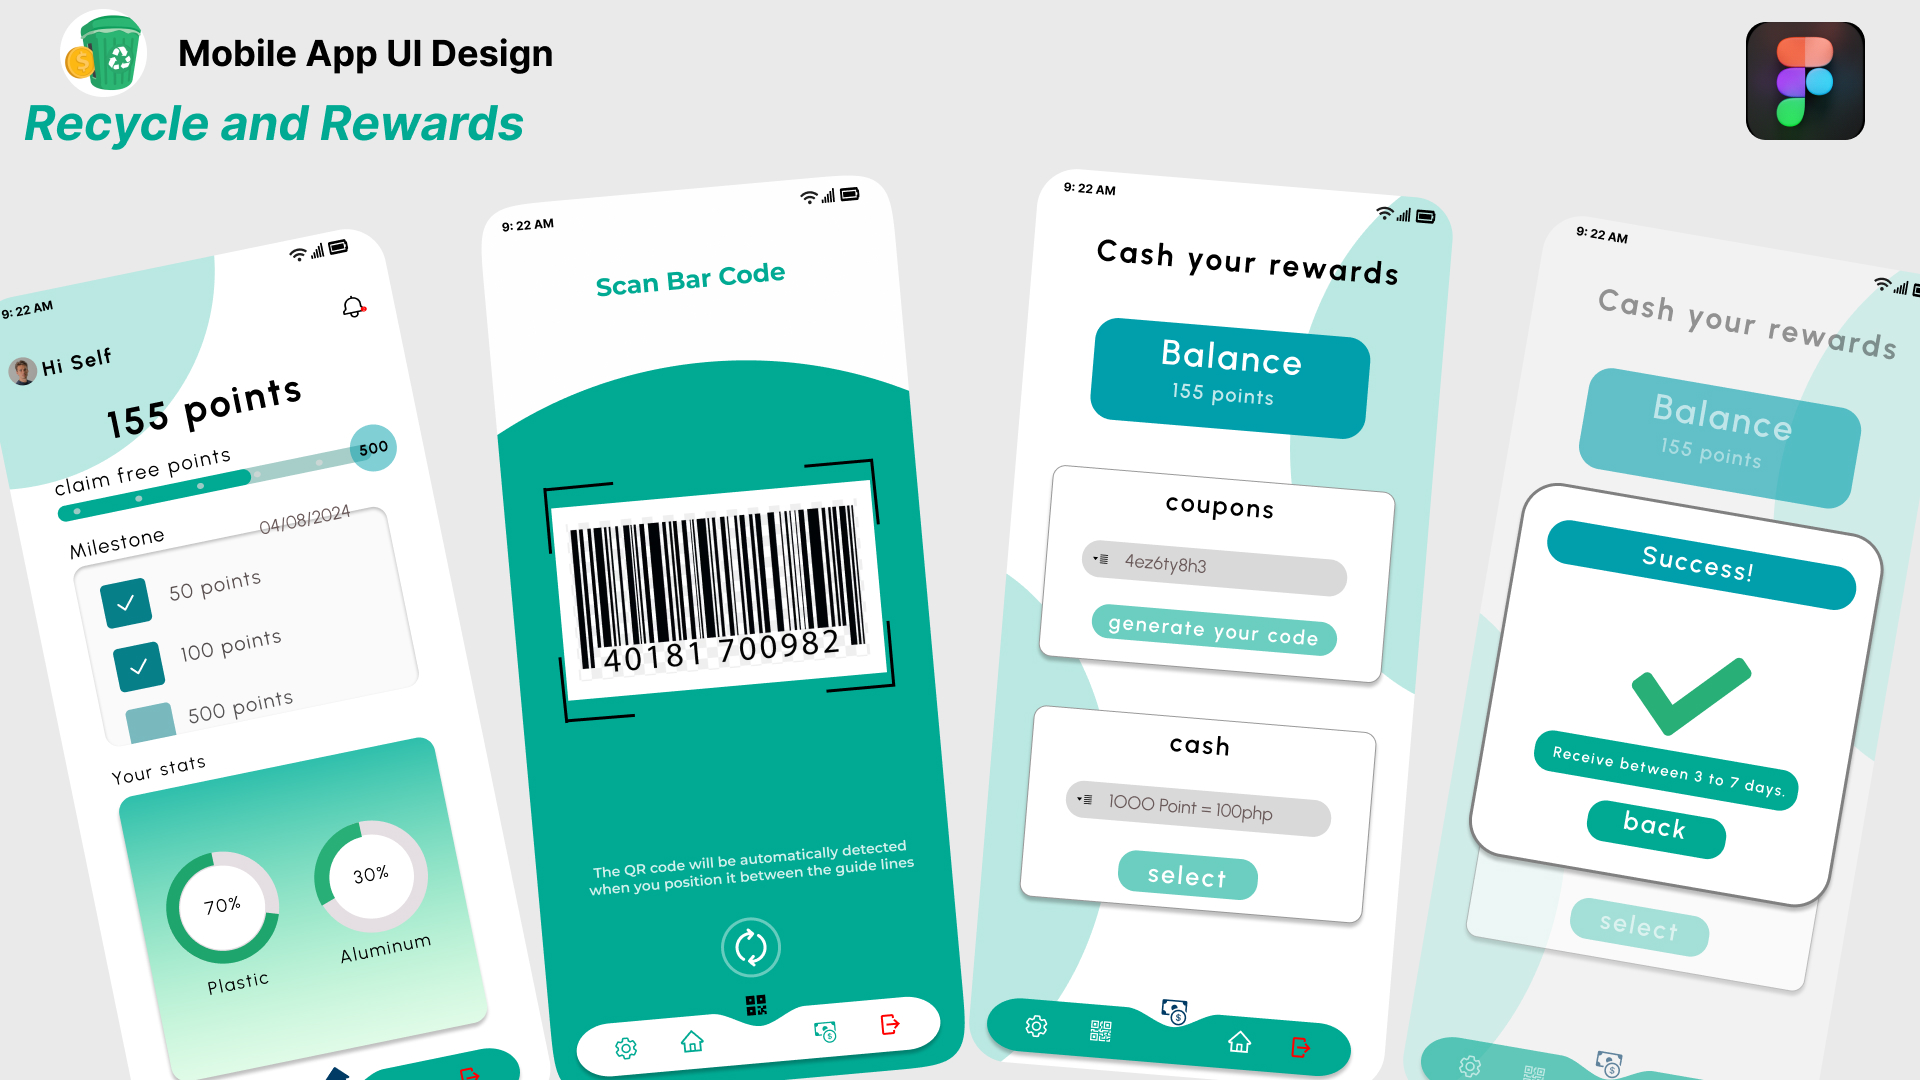 Mobile App UI Design
Recycle and Rewards
9: 22 AM
Hi Self
155 points
claim free points
500
Milestone
04/08/2024
50 points
100 points
500 points
Your stats
70%
Plastic
30%
Aluminum
9: 22 AM
Scan Bar Code
40181 700982
The QR code will be automatically detected
when you position it between the guide lines
9: 22 AM
Cash your rewards
Balance
155 points
coupons
4ez6ty8h3
generate your code
cash
1000 Point = 100php
select
9: 22 AM
Cash your rewards
Balance
155 points
Success!
Receive between 3 to 7 days.
back
select